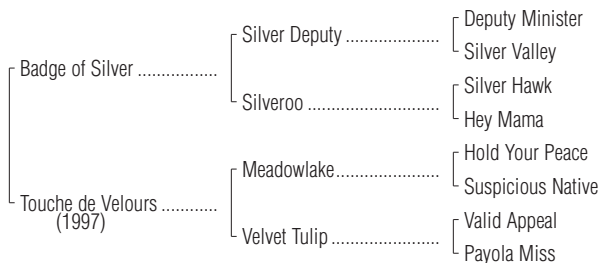 Deputy Minister
Silver Deputy ....................
Silver Valley
Badge of Silver .................
Silver Hawk
Silveroo ............................
Hey Mama
Hold Your Peace
Meadowlake......................
Suspicious Native
Touche de Velours ............
(1997)
Valid Appeal
Velvet Tulip .......................
Payola Miss